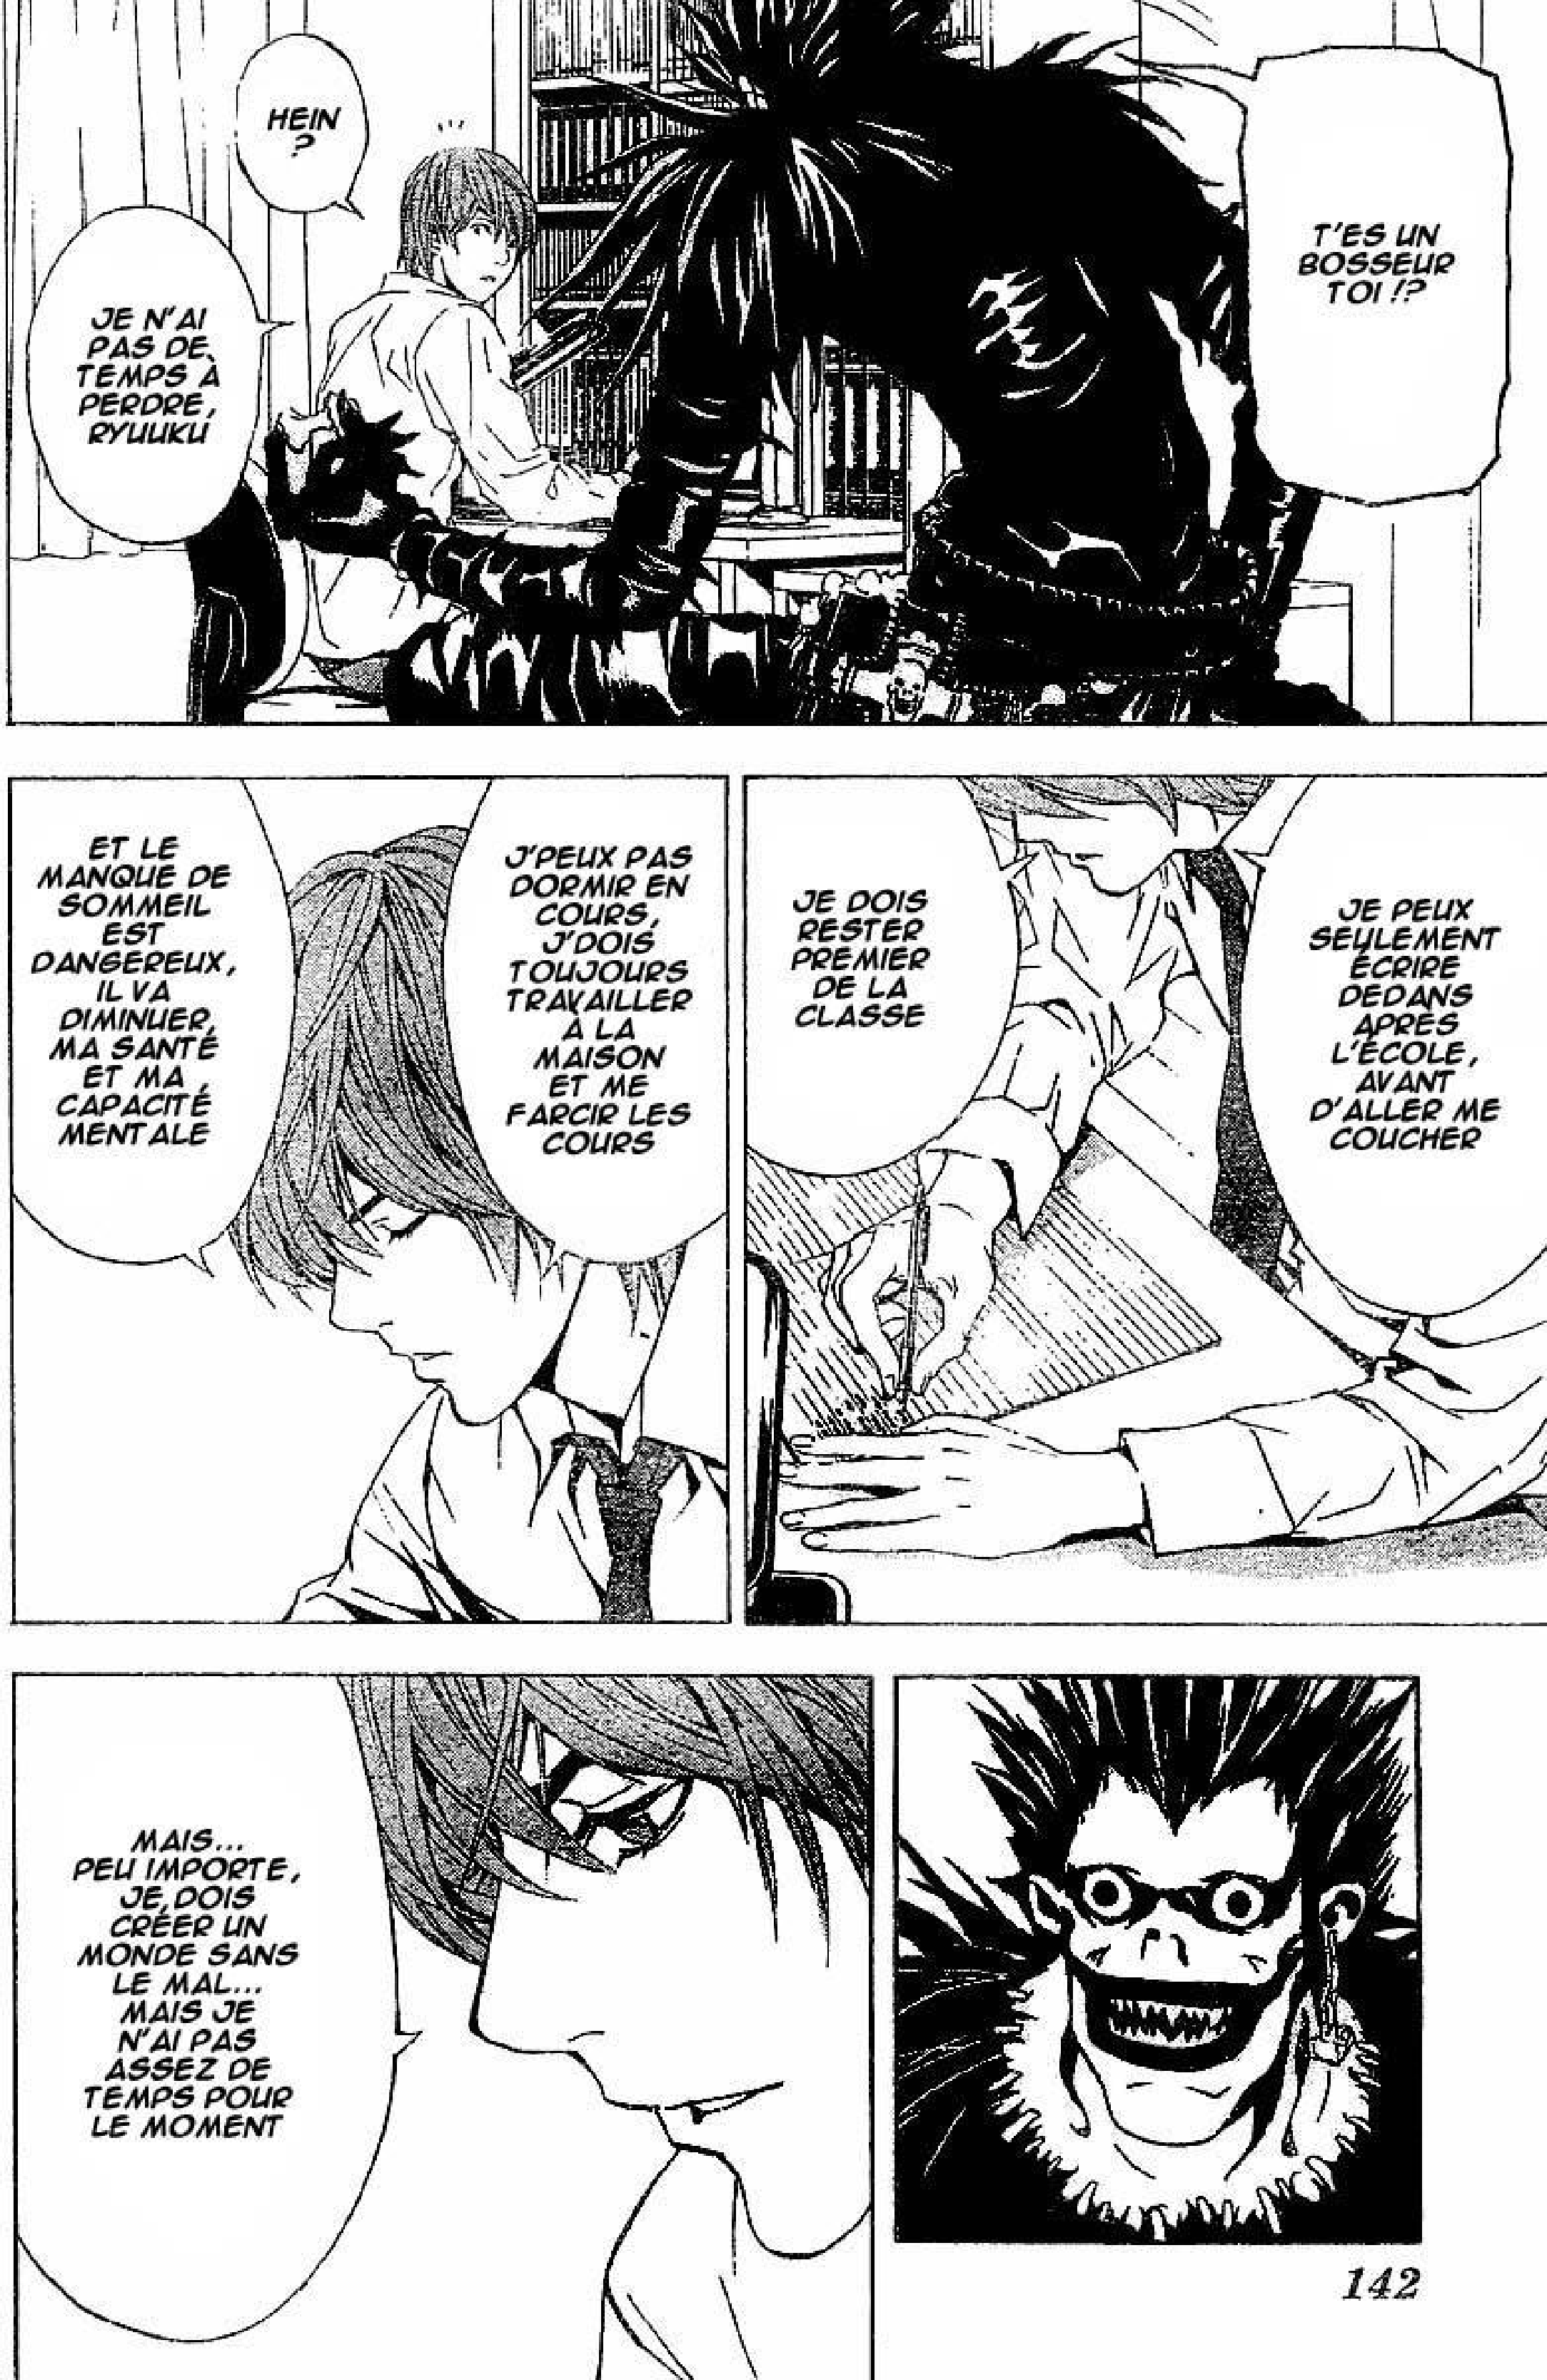 T'ES UN
BOSSEUR
TOI !?
HEIN
?
JE N'AI
PAS DE
TEMPS À
PERDRE,
RYUUKU
JE PEUX
SEULEMENT
ÉCRIRE
DEDANS
APRÈS
L'ÉCOLE,
AVANT
D'ALLER ME
COUCHER
JE DOIS
RESTER
PREMIER
DE LA
CLASSE
J'PEUX PAS
DORMIR EN
COURS,
J'DOIS
TOUJOURS
TRAVAILLER
À LA
MAISON
ET ME
FARCIR LES
COURS
ET LE
MANQUE DE
SOMMEIL
EST
DANGEREUX,
IL VA
DIMINUER,
MA SANTÉ
ET MA
CAPACITÉ
MENTALE
MAIS...
PEU IMPORTE,
JE DOIS
CRÉER UN
MONDE SANS
LE MAL...
MAIS JE
N'AI PAS
ASSEZ DE
TEMPS POUR
LE MOMENT
142